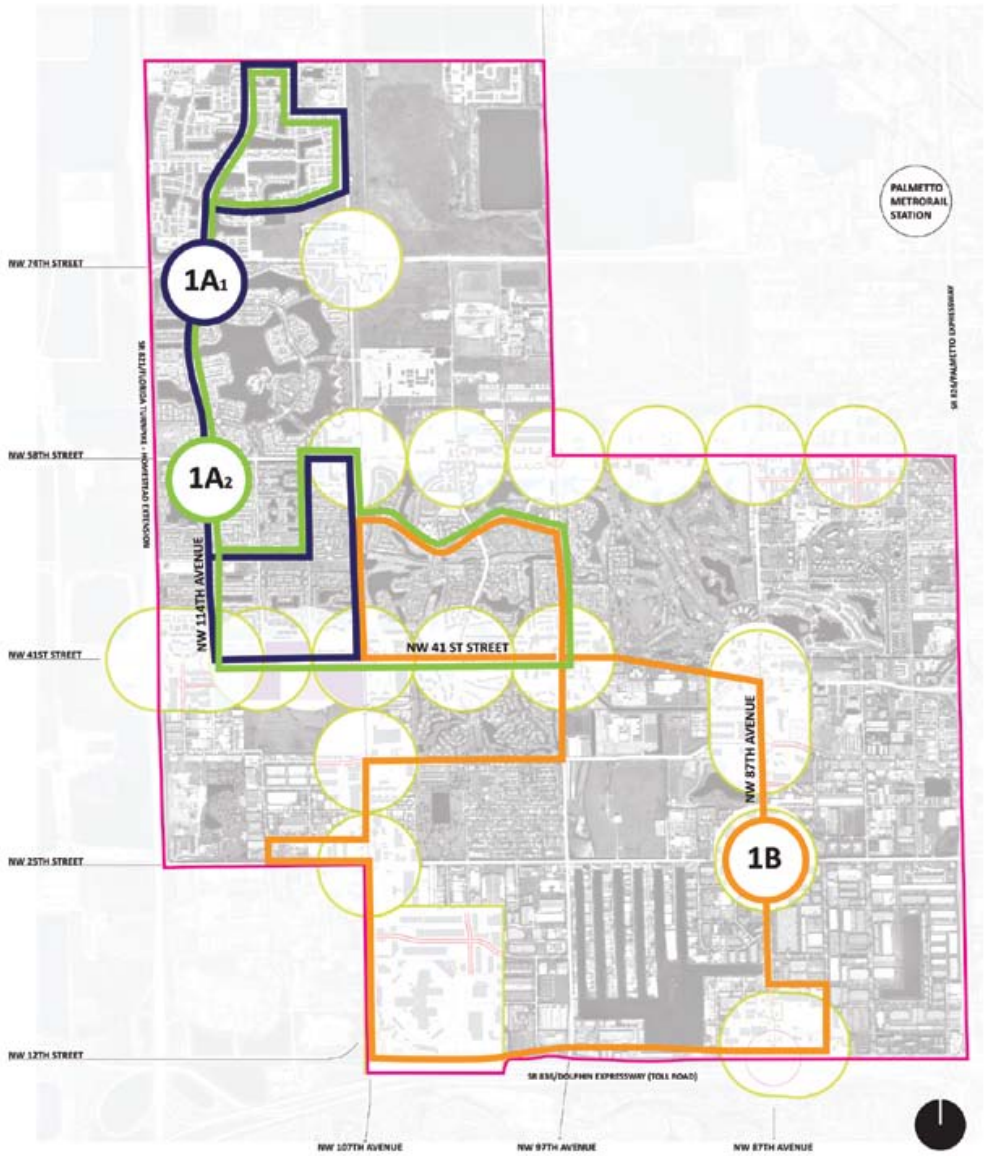 PALMETTO
METRORAIL
STATION
NW 74TH STREET
1A1
SR 821/FLORIDA TURNPIKE - HOMESTEAD EXTENSION
SR 826/PALMETTO EXPRESSWAY
NW 58TH STREET
1A2
NW 114TH AVENUE
NW 41ST STREET
NW 41 ST STREET
NW 87TH AVENUE
1B
NW 25TH STREET
NW 12TH STREET
SR 836/DOLPHIN EXPRESSWAY (TOLL ROAD)
NW 107TH AVENUE
NW 97TH AVENUE
NW 87TH AVENUE